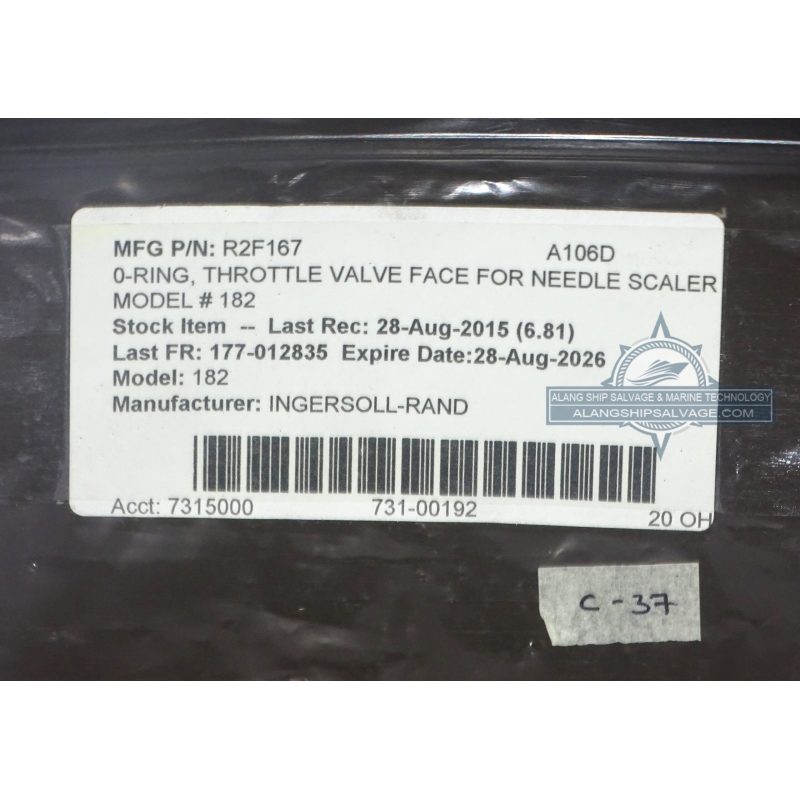 MFG P/N: R2F167 A106D
0-RING, THROTTLE VALVE FACE FOR NEEDLE SCALER
MODEL # 182
Stock Item -- Last Rec: 28-Aug-2015 (6.81)
Last FR: 177-012835 Expire Date:28-Aug-2026
Model: 182
Manufacturer: INGERSOLL-RAND
ALANG SHIP SALVAGE & MARINE TECHNOLOGY
ALANGSHIPSALVAGE.COM
Acct: 7315000 731-00192 20 OH
C-37